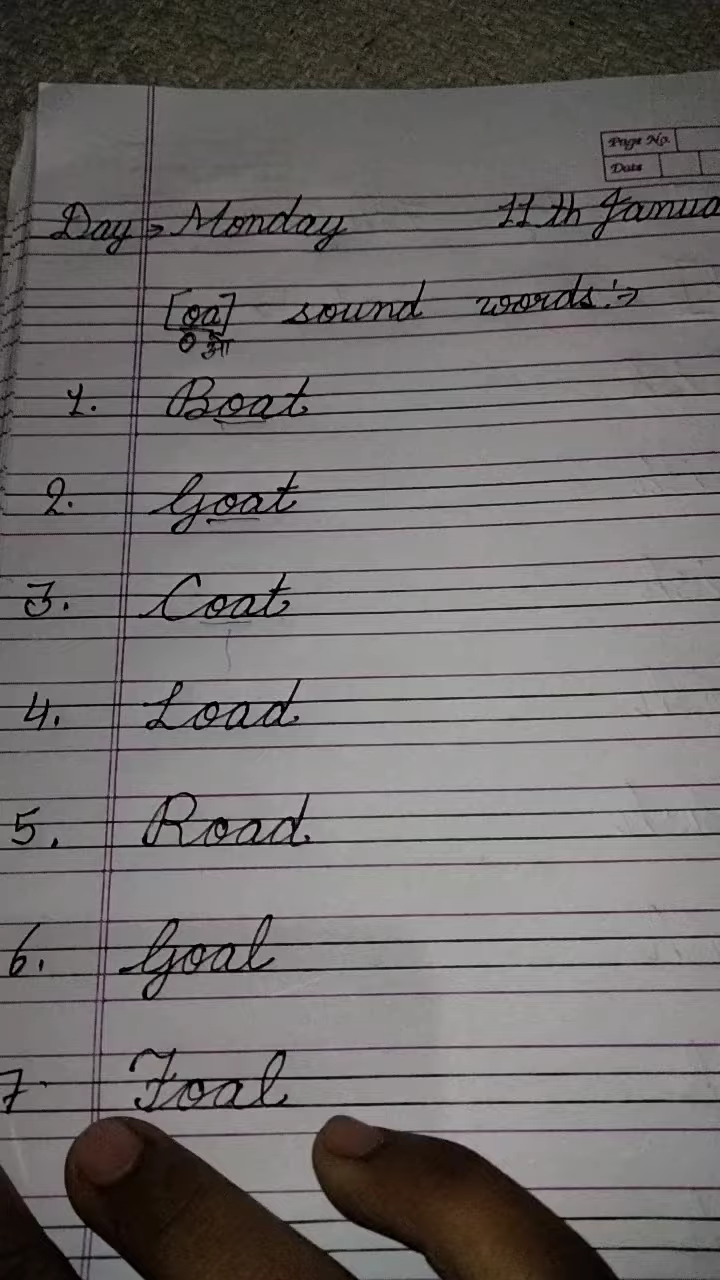 Page No.
Date
Day > Monday 11th
[oa] sound words :->
ओ
1. Boat
2. Goat
3. Coat
4. Load
5. Road
6. Goal
7. Foal